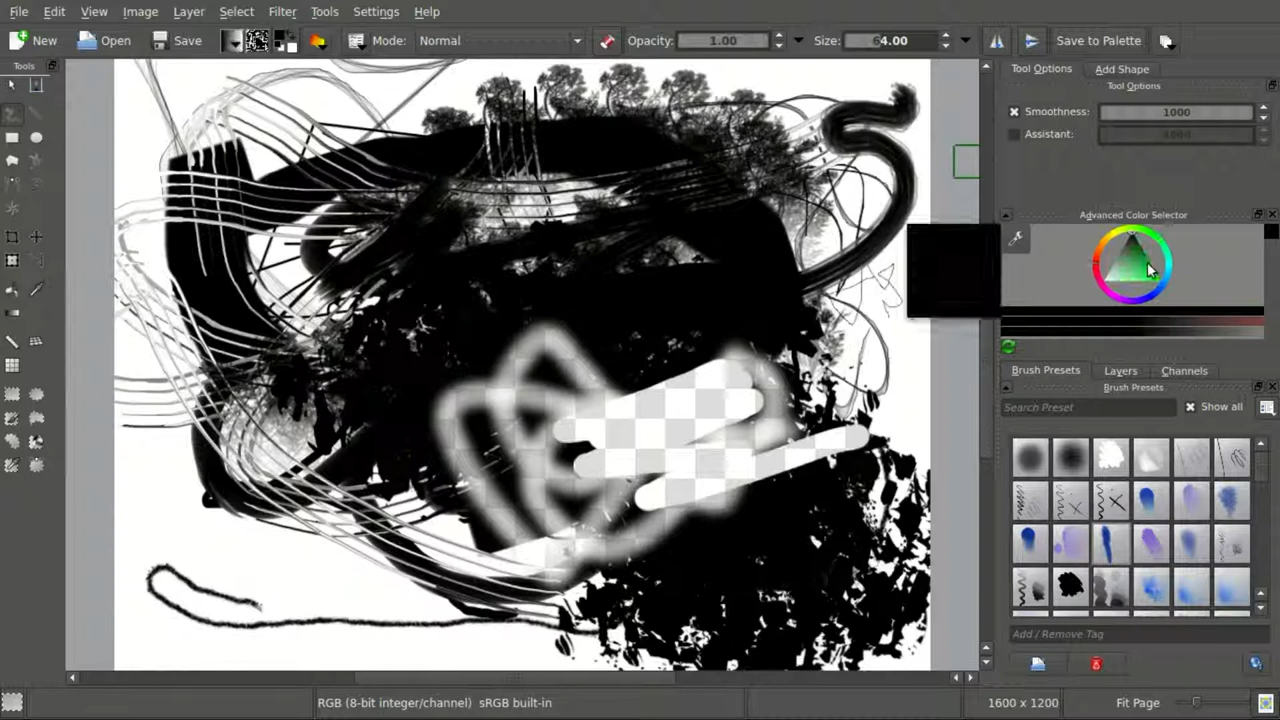 File Edit View Image Layer Select Filter Tools Settings Help
New Open Save Mode: Normal Opacity: 1.00 Size: 64.00 Save to Palette
Tools
Tool Options Add Shape
Tool Options
Smoothness: 1000
Assistant:
Advanced Color Selector
Brush Presets Layers Channels
Brush Presets
Search Preset Show all
Add / Remove Tag
RGB (8-bit integer/channel) sRGB built-in 1600 x 1200 Fit Page